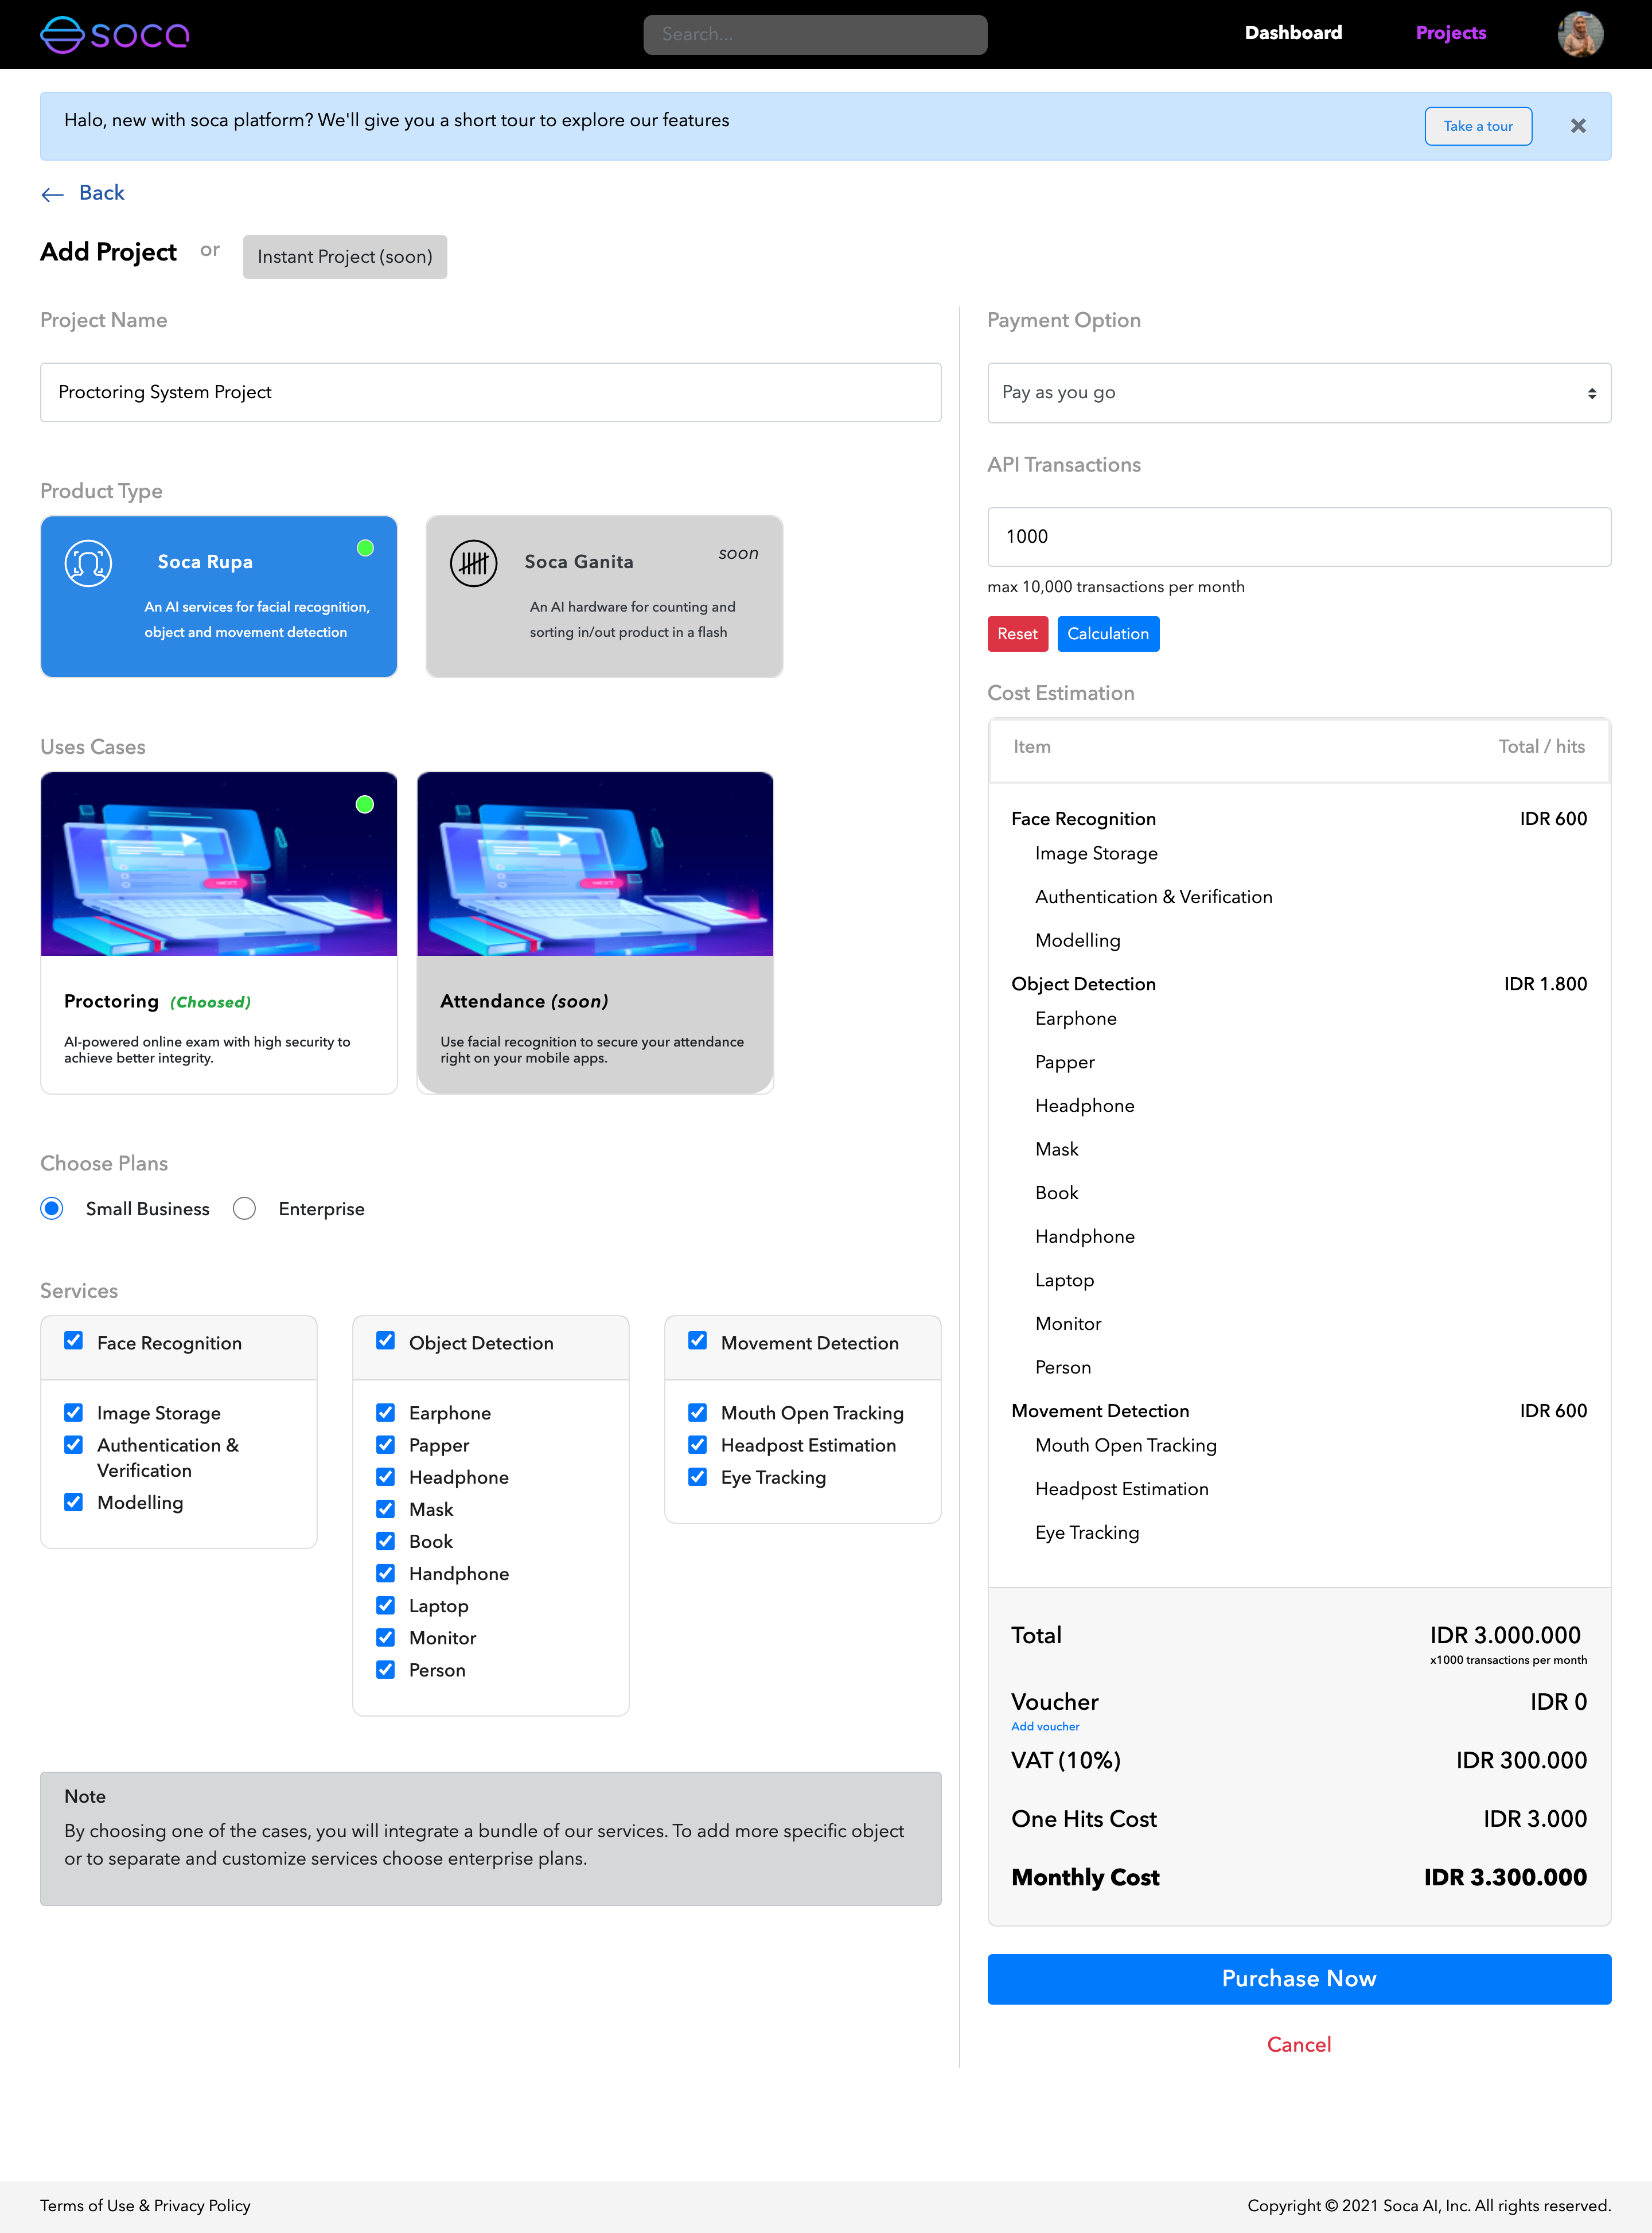 soca
Search...
Dashboard
Projects
Halo, new with soca platform? We'll give you a short tour to explore our features
Take a tour
Back
Add Project
or
Instant Project (soon)
Project Name
Proctoring System Project
Product Type
Soca Rupa
An AI services for facial recognition,
object and movement detection
Soca Ganita
soon
An AI hardware for counting and
sorting in/out product in a flash
Uses Cases
Proctoring (Choosed)
AI-powered online exam with high security to
achieve better integrity.
Attendance (soon)
Use facial recognition to secure your attendance
right on your mobile apps.
Choose Plans
Small Business
Enterprise
Services
Face Recognition
Image Storage
Authentication &
Verification
Modelling
Object Detection
Earphone
Papper
Headphone
Mask
Book
Handphone
Laptop
Monitor
Person
Movement Detection
Mouth Open Tracking
Headpost Estimation
Eye Tracking
Note
By choosing one of the cases, you will integrate a bundle of our services. To add more specific object
or to separate and customize services choose enterprise plans.
Payment Option
Pay as you go
API Transactions
1000
max 10,000 transactions per month
Reset
Calculation
Cost Estimation
Item Total / hits
Face Recognition IDR 600
Image Storage
Authentication & Verification
Modelling
Object Detection IDR 1.800
Earphone
Papper
Headphone
Mask
Book
Handphone
Laptop
Monitor
Person
Movement Detection IDR 600
Mouth Open Tracking
Headpost Estimation
Eye Tracking
Total IDR 3.000.000
x1000 transactions per month
Voucher IDR 0
Add voucher
VAT (10%) IDR 300.000
One Hits Cost IDR 3.000
Monthly Cost IDR 3.300.000
Purchase Now
Cancel
Terms of Use & Privacy Policy
Copyright © 2021 Soca AI, Inc. All rights reserved.